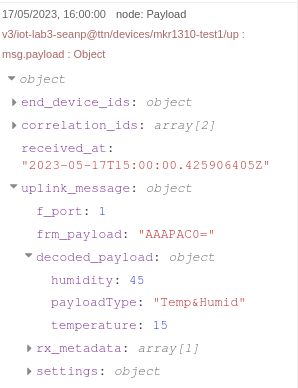 17/05/2023, 16:00:00 node: Payload
v3/iot-lab3-seanp@ttn/devices/mkr1310-test1/up :
msg.payload : Object
object
end_device_ids: object
correlation_ids: array[2]
received_at:
"2023-05-17T15:00:00.425906405Z"
uplink_message: object
f_port: 1
frm_payload: "AAAPAC0="
decoded_payload: object
humidity: 45
payloadType: "Temp&Humid"
temperature: 15
rx_metadata: array[1]
settings: object